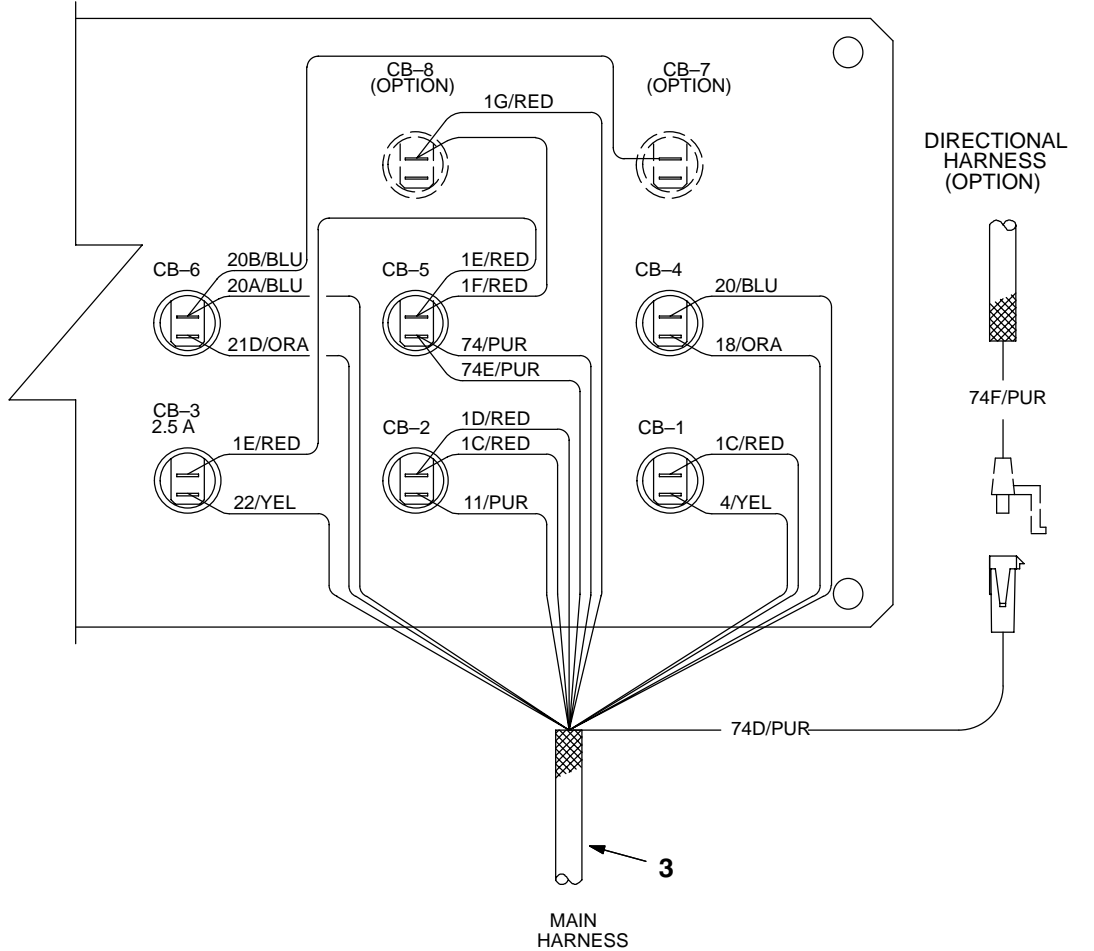 CB–8
(OPTION)
CB–7
(OPTION)
1G/RED
DIRECTIONAL
HARNESS
(OPTION)
CB–6
20B/BLU
20A/BLU
21D/ORA
CB–5
1E/RED
1F/RED
74/PUR
74E/PUR
CB–4
20/BLU
18/ORA
74F/PUR
CB–3
2.5 A
1E/RED
22/YEL
CB–2
1D/RED
1C/RED
11/PUR
CB–1
1C/RED
4/YEL
74D/PUR
3
MAIN
HARNESS